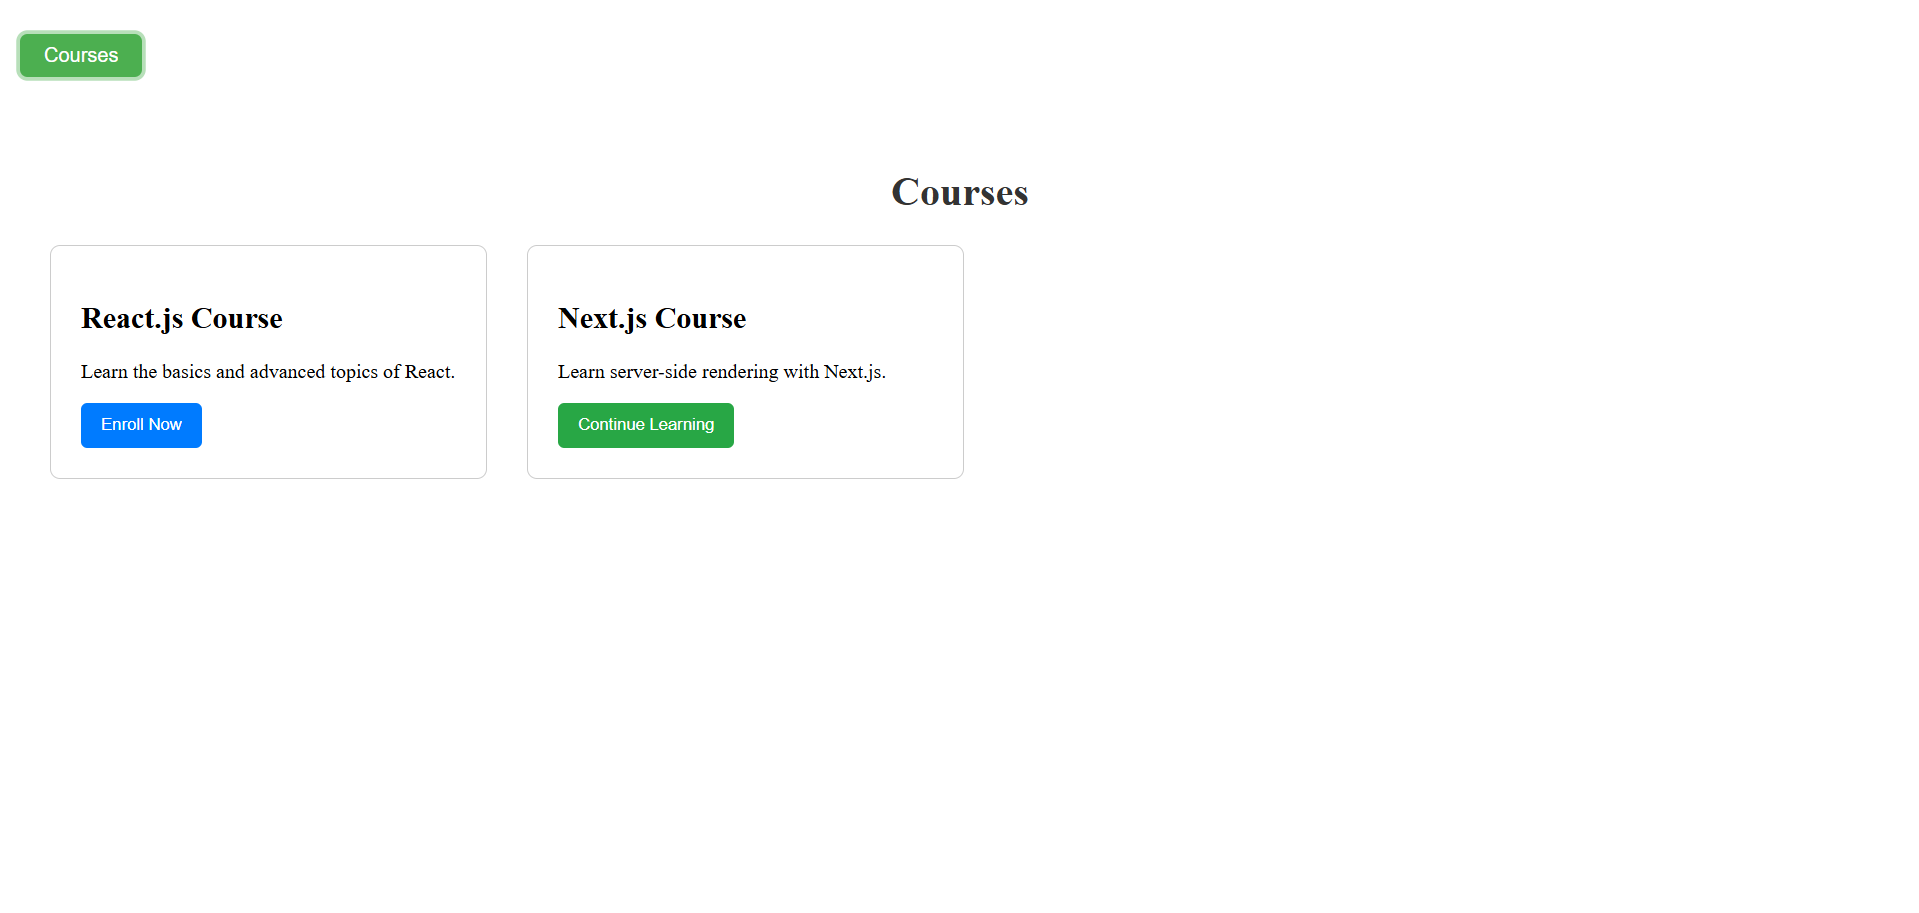 Courses
Courses
React.js Course
Learn the basics and advanced topics of React.
Enroll Now
Next.js Course
Learn server-side rendering with Next.js.
Continue Learning